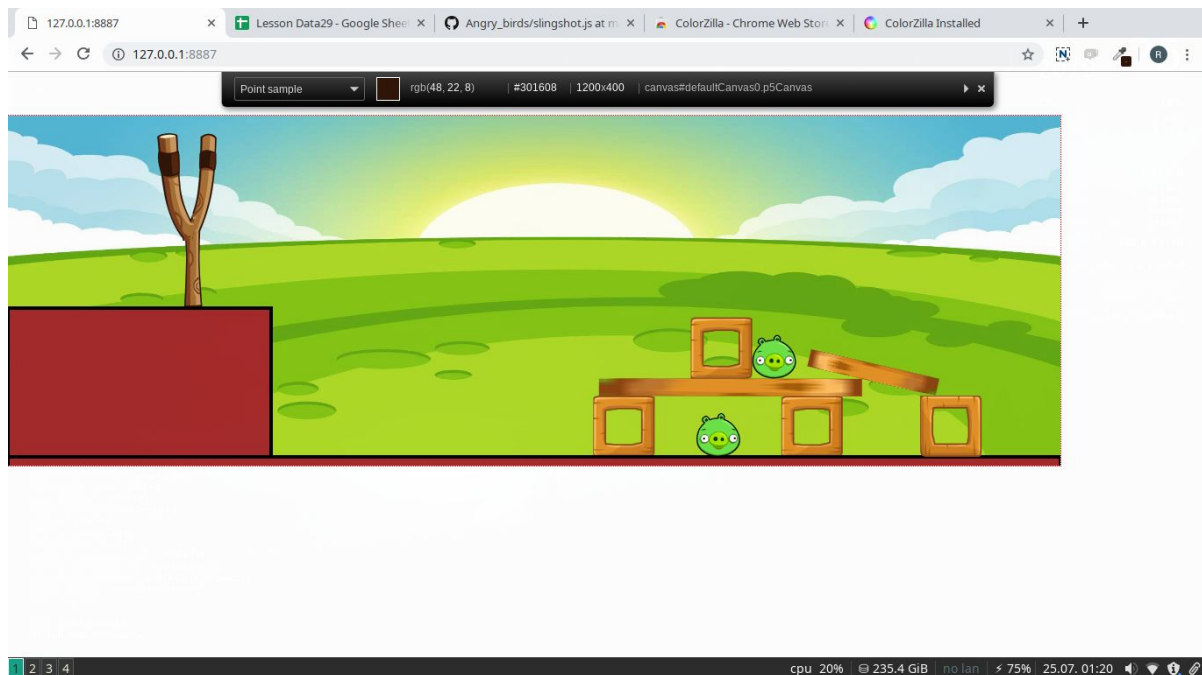 127.0.0.1:8887
Lesson Data29 - Google Sheet
Angry_birds/slingshot.js at m
ColorZilla - Chrome Web Stor
ColorZilla Installed
127.0.0.1:8887
R
Point sample rgb(48, 22, 8) | #301608 | 1200x400 | canvas#defaultCanvas0.p5Canvas
1 2 3 4 cpu 20% 235.4 GiB no lan 75% 25.07. 01:20